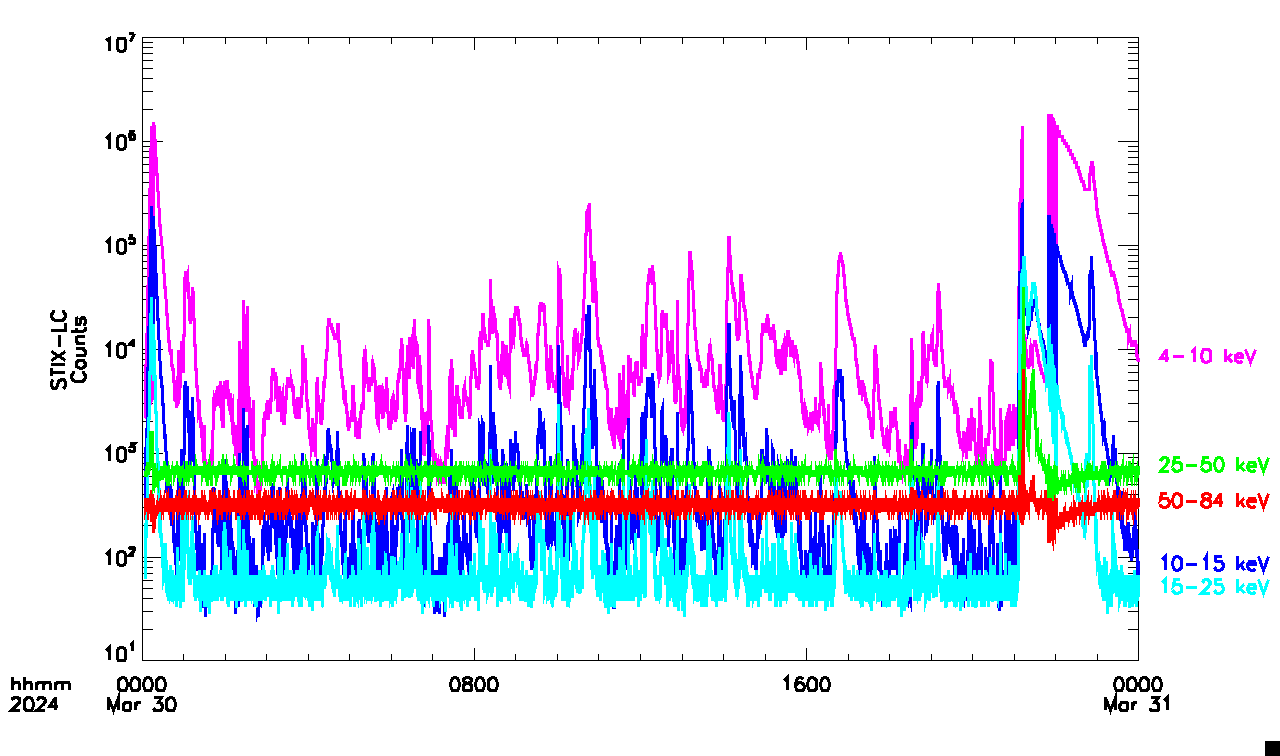 10⁷
10⁶
10⁵
10⁴
10³
10²
10¹
STIX-LC
Counts
4-10 keV
25-50 keV
50-84 keV
10-15 keV
15-25 keV
hhmm 0000 0800 1600 0000
2024 Mar 30 Mar 31